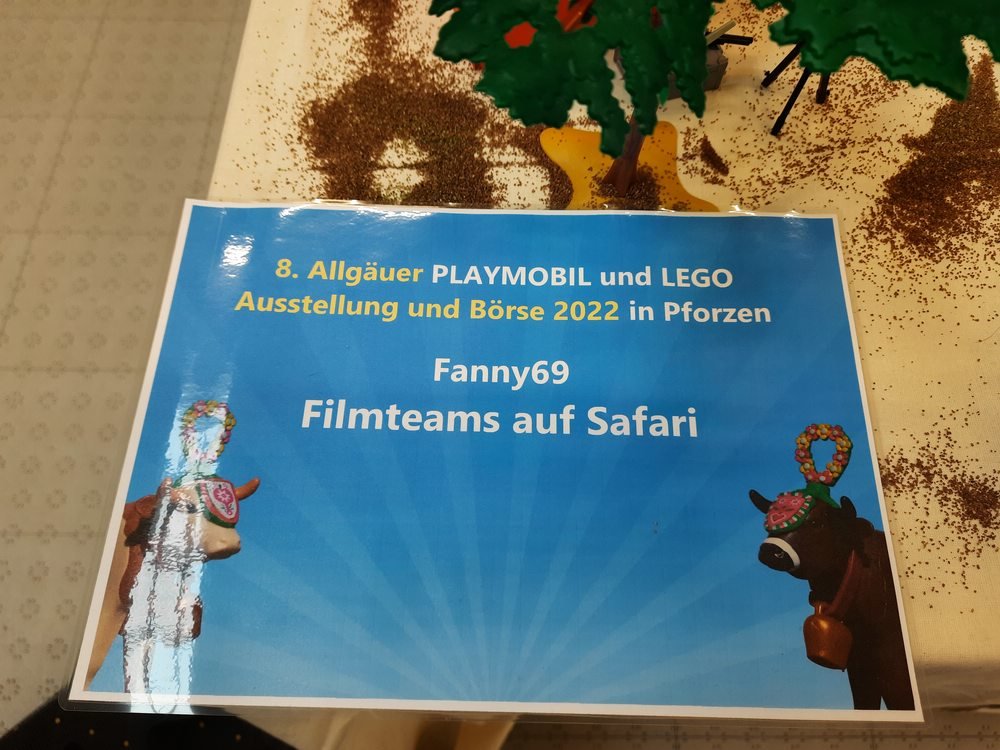 8. Allgäuer PLAYMOBIL und LEGO
Ausstellung und Börse 2022 in Pforzen
Fanny69
Filmteams auf Safari